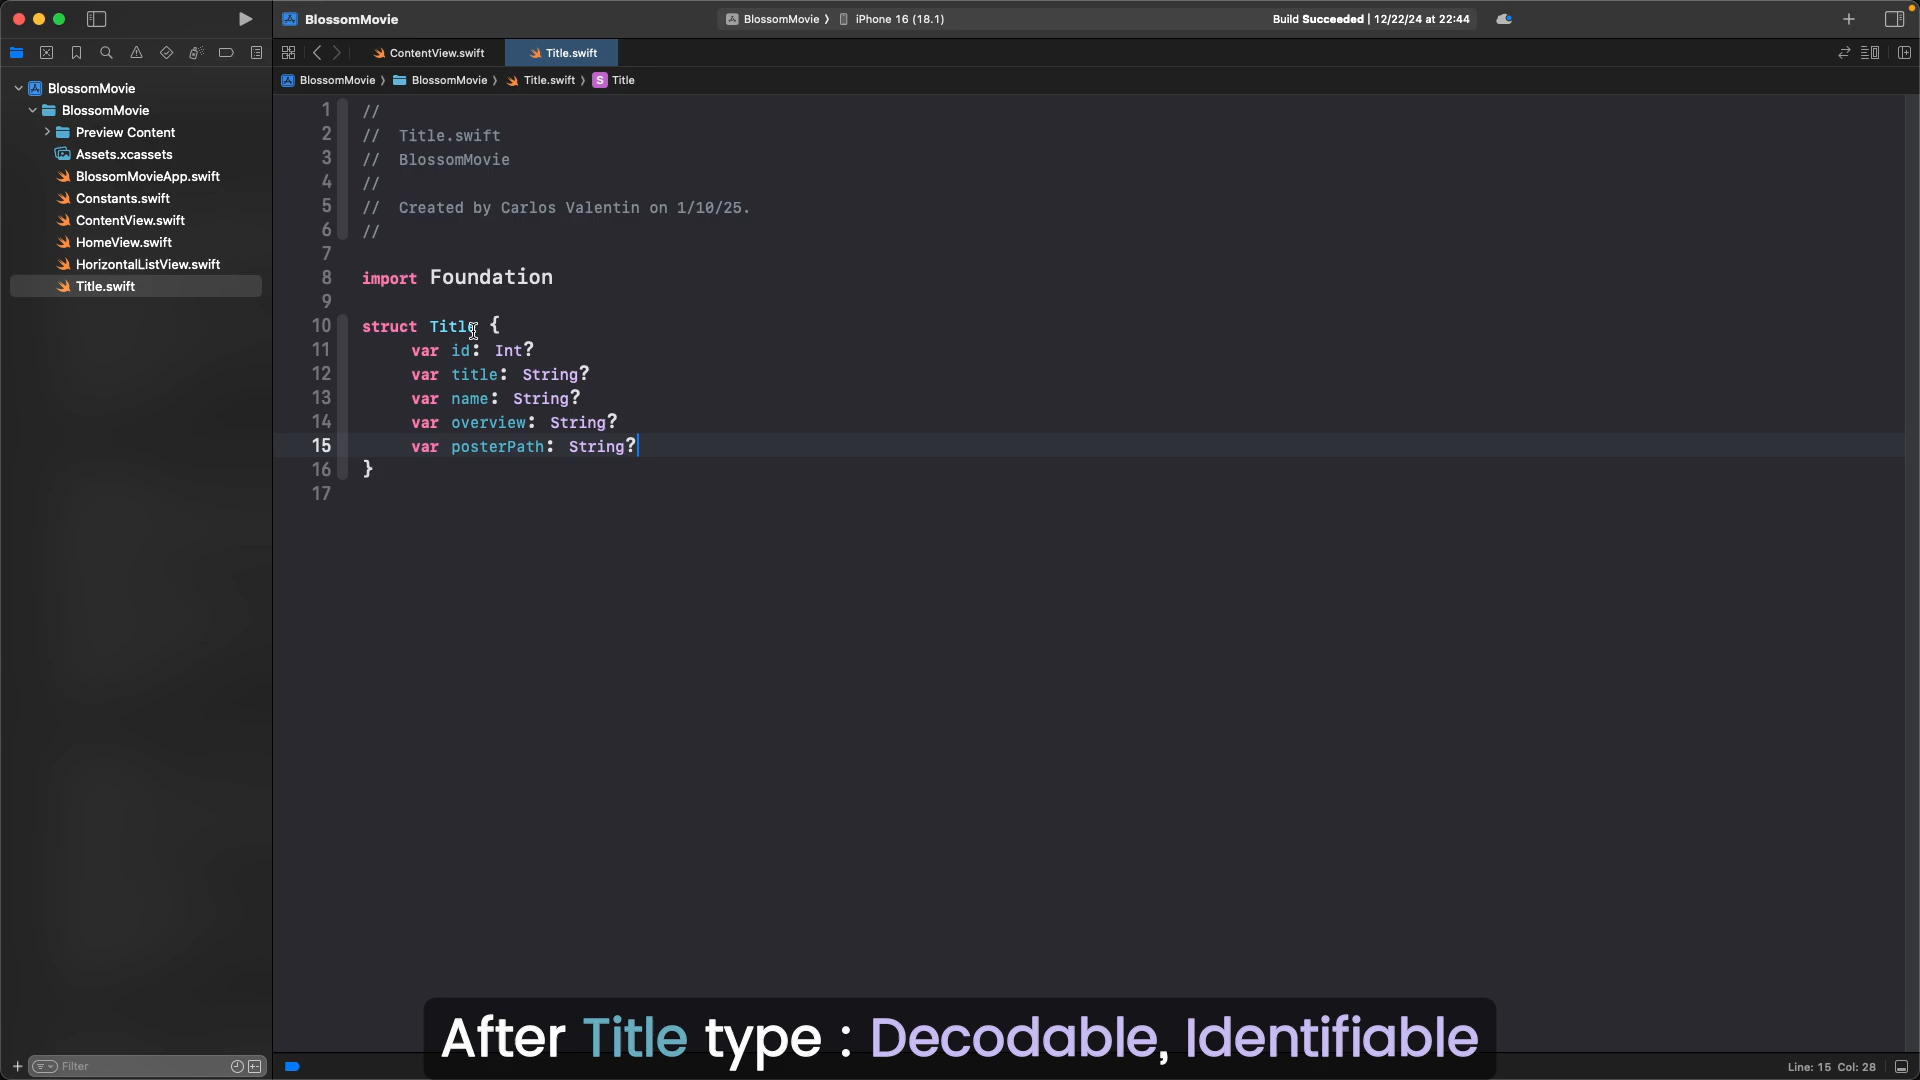 BlossomMovie
BlossomMovie 〉 iPhone 16 (18.1)
Build Succeeded | 12/22/24 at 22:44
ContentView.swift
Title.swift
BlossomMovie 〉 BlossomMovie 〉 Title.swift 〉 S Title
BlossomMovie
BlossomMovie
Preview Content
Assets.xcassets
BlossomMovieApp.swift
Constants.swift
ContentView.swift
HomeView.swift
HorizontalListView.swift
Title.swift
1 //
2 // Title.swift
3 // BlossomMovie
4 //
5 // Created by Carlos Valentin on 1/10/25.
6 //
7
8 import Foundation
9
10 struct Title {
11 var id: Int?
12 var title: String?
13 var name: String?
14 var overview: String?
15 var posterPath: String?
16 }
17
After Title type : Decodable, Identifiable
Filter
Line: 15 Col: 28